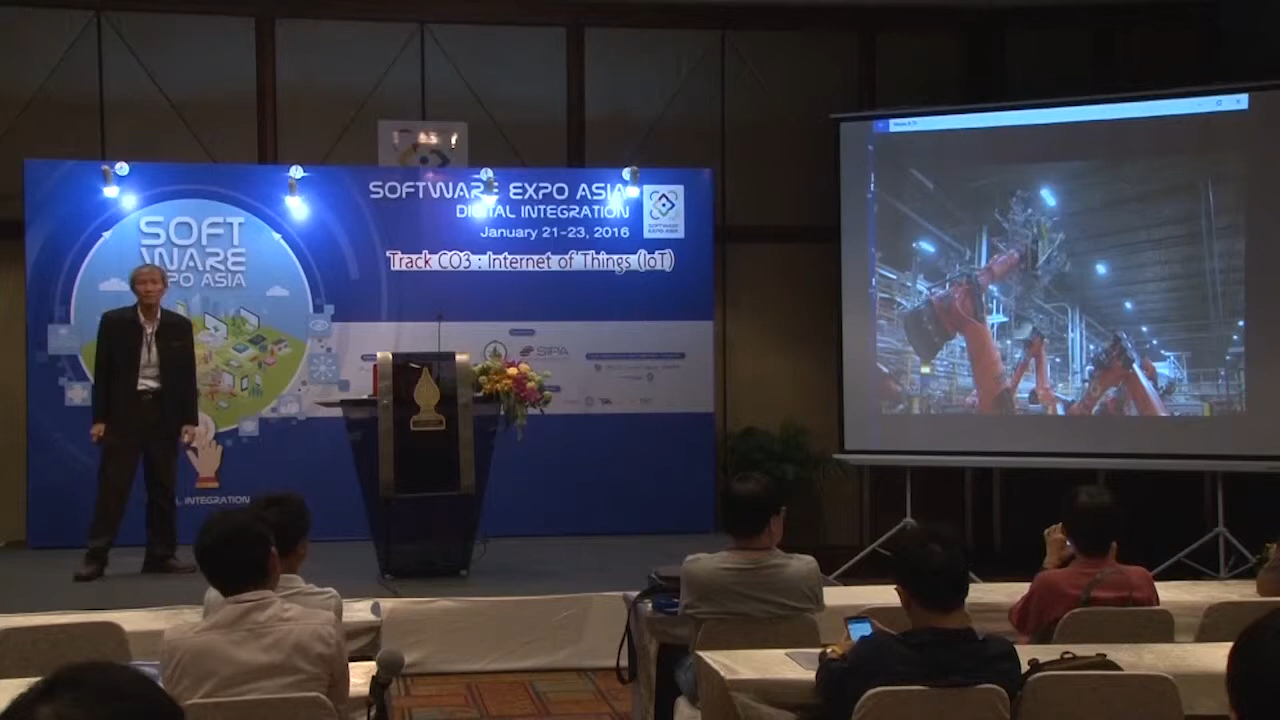 SOFTWARE EXPO ASIA
DIGITAL INTEGRATION
January 21-23, 2016
Track CO3 : Internet of Things (IoT)
SOFTWARE
EXPO ASIA
SOFT
WARE
EXPO ASIA
SIPA
INTEGRATION